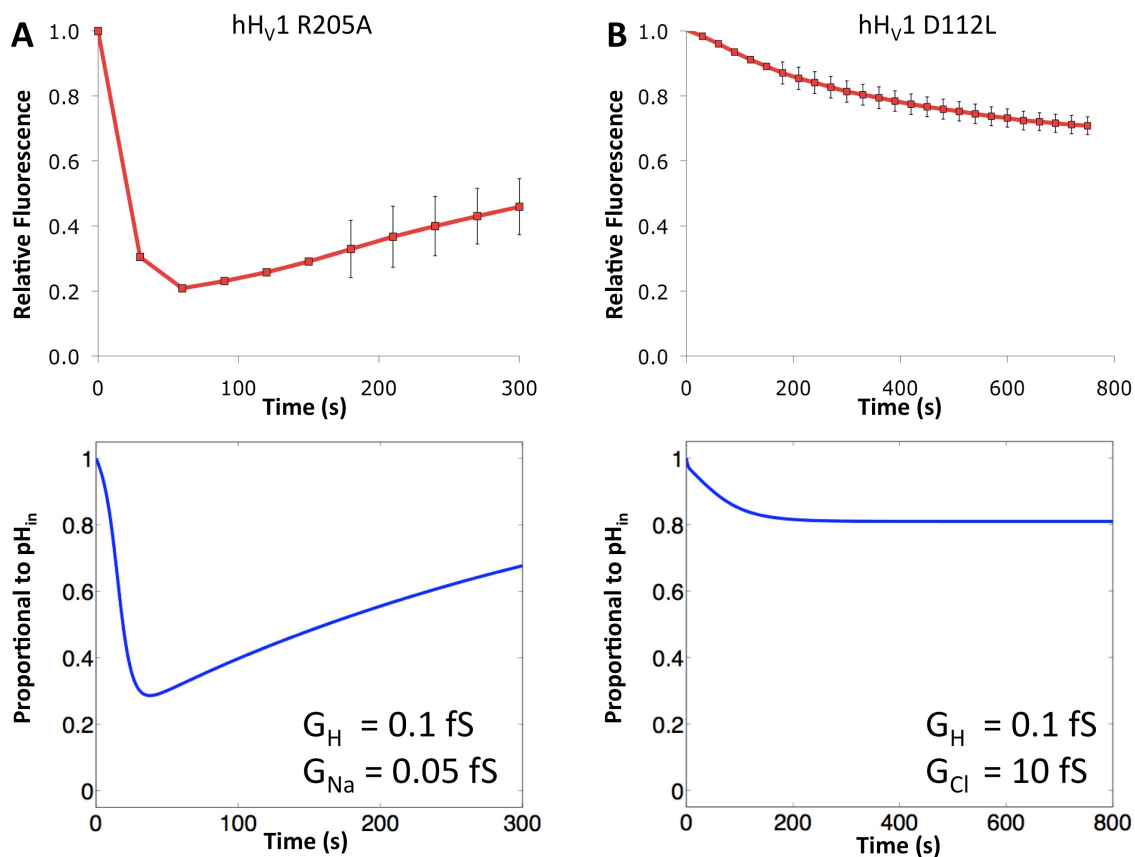 A
hHV1 R205A
Relative Fluorescence
1.0
0.8
0.6
0.4
0.2
0.0
0
100
200
300
Time (s)
B
hHV1 D112L
Relative Fluorescence
1.0
0.8
0.6
0.4
0.2
0.0
0
200
400
600
800
Time (s)
Proportional to pHin
1
0.8
0.6
0.4
0.2
0
GH = 0.1 fS
GNa = 0.05 fS
0
100
200
300
Time (s)
Proportional to pHin
1
0.8
0.6
0.4
0.2
0
GH = 0.1 fS
GCl = 10 fS
0
200
400
600
800
Time (s)